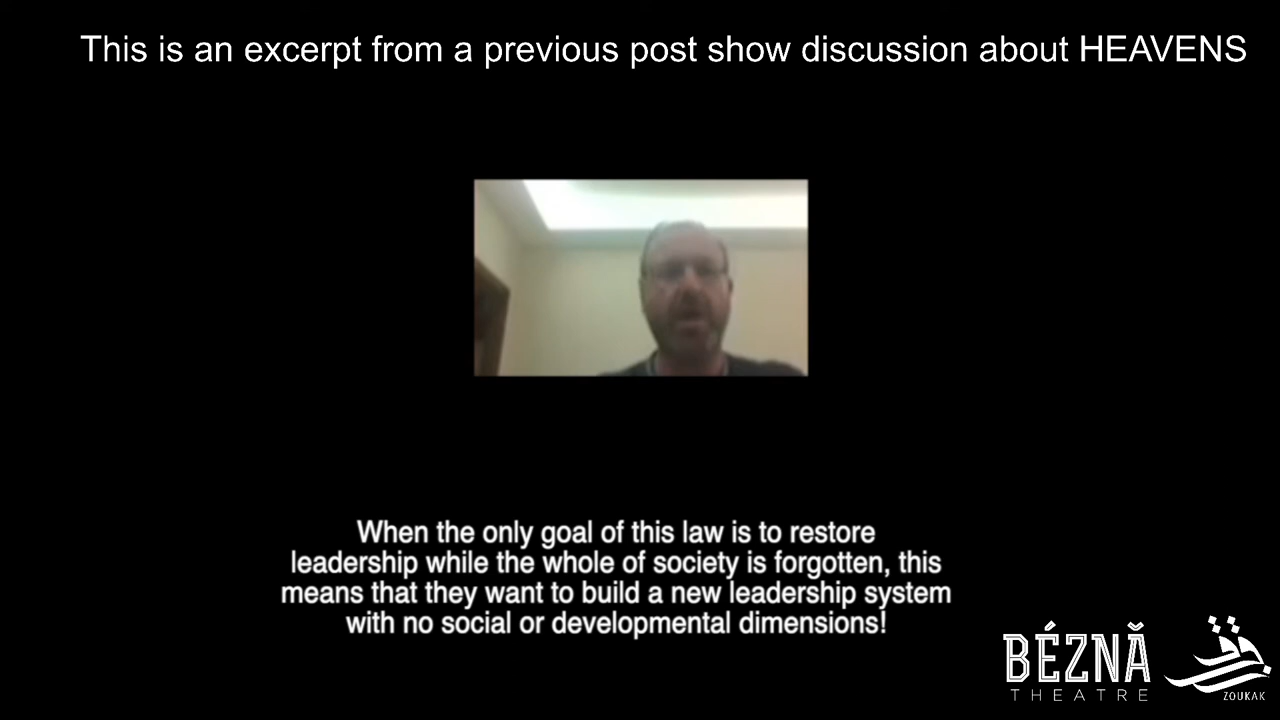 This is an excerpt from a previous post show discussion about HEAVENS
When the only goal of this law is to restore
leadership while the whole of society is forgotten, this
means that they want to build a new leadership system
with no social or developmental dimensions!
BÉZNĂ
THEATRE
ZOUKAK